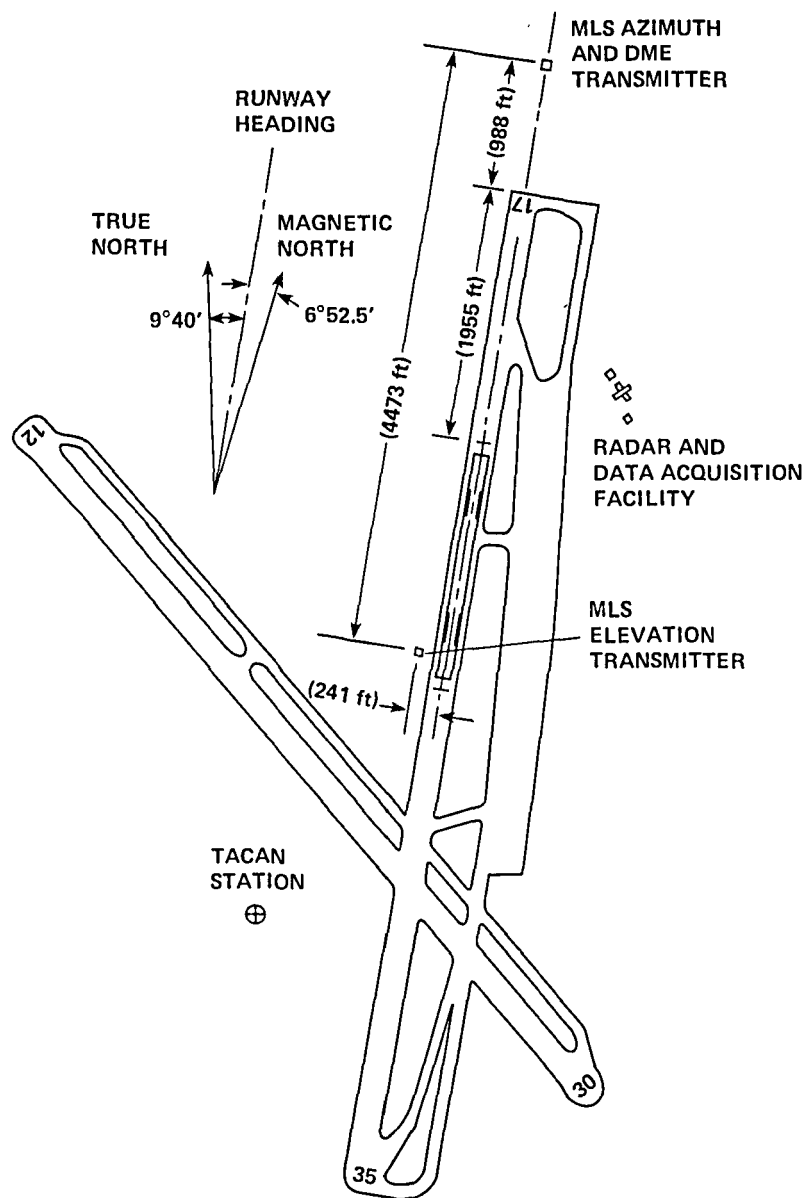 MLS AZIMUTH
AND DME
TRANSMITTER
(988 ft)
RUNWAY
HEADING
TRUE
NORTH
MAGNETIC
NORTH
9°40'
6°52.5'
17
(1955 ft)
(4473 ft)
12
RADAR AND
DATA ACQUISITION
FACILITY
MLS
ELEVATION
TRANSMITTER
(241 ft)
TACAN
STATION
30
35